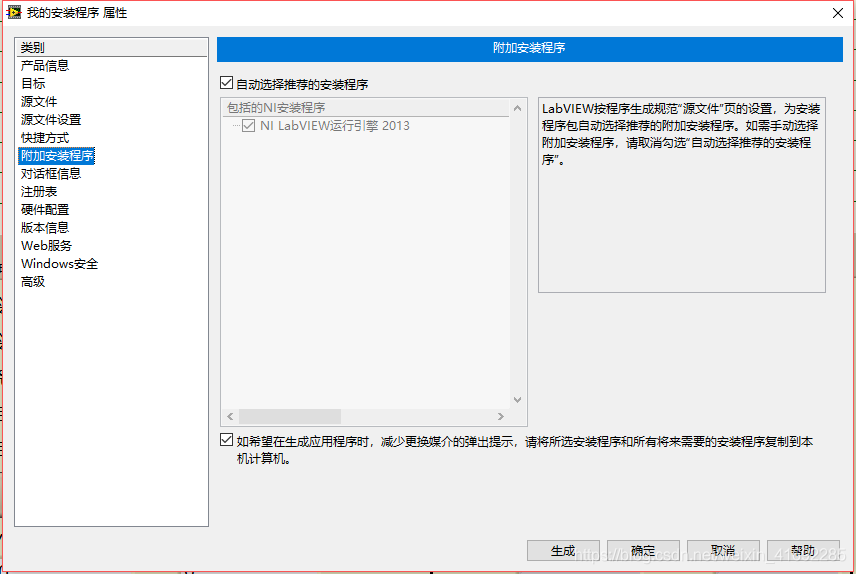 我的安装程序 属性
类别
产品信息
目标
源文件
源文件设置
快捷方式
附加安装程序
对话框信息
注册表
硬件配置
版本信息
Web服务
Windows安全
高级
附加安装程序
自动选择推荐的安装程序
包括的NI安装程序
NI LabVIEW运行引擎 2013
LabVIEW按程序生成规范“源文件”页的设置，为安装
程序包自动选择推荐的附加安装程序。如需手动选择
附加安装程序，请取消勾选“自动选择推荐的安装程
序”。
如希望在生成应用程序时，减少更换媒介的弹出提示，请将所选安装程序和所有将来需要的安装程序复制到本
机计算机。
生成
确定
取消
帮助